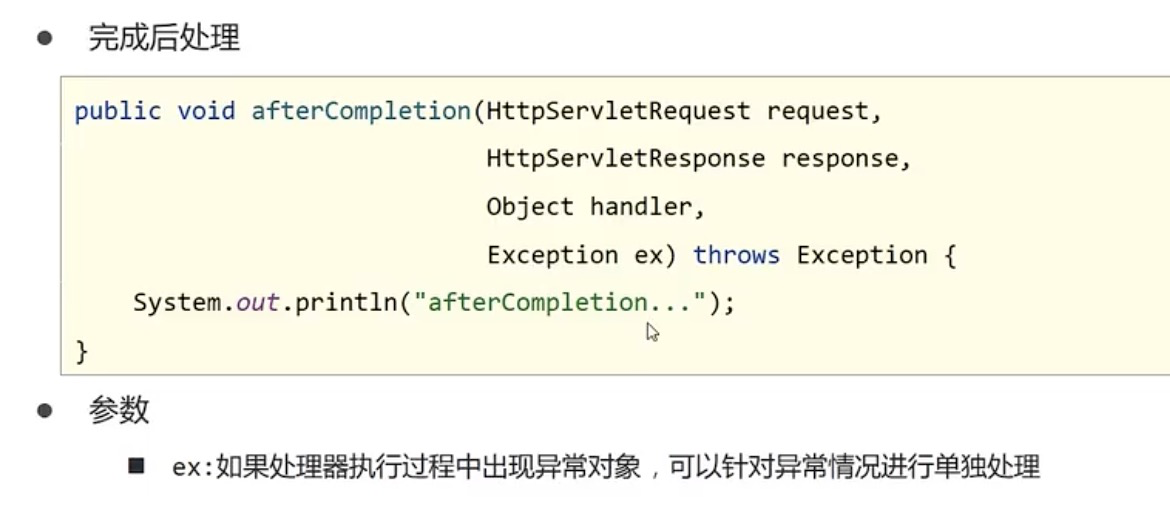 ● 完成后处理
public void afterCompletion(HttpServletRequest request,
HttpServletResponse response,
Object handler,
Exception ex) throws Exception {
System.out.println("afterCompletion...");
}
● 参数
■ ex:如果处理器执行过程中出现异常对象，可以针对异常情况进行单独处理